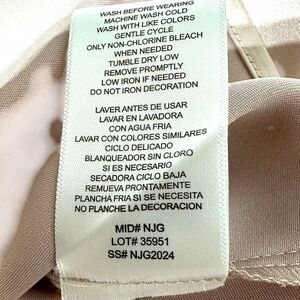 WASH BEFORE WEARING
MACHINE WASH COLD
WASH WITH LIKE COLORS
GENTLE CYCLE
ONLY NON-CHLORINE BLEACH
WHEN NEEDED
TUMBLE DRY LOW
REMOVE PROMPTLY
LOW IRON IF NEEDED
DO NOT IRON DECORATION
LAVER ANTES DE USAR
LAVAR EN LAVADORA
CON AGUA FRIA
LAVAR CON COLORES SIMILARES
CICLO DELICADO
BLANQUEADOR SIN CLORO
SI ES NECESARIO
SECADORA CICLO BAJA
REMUEVA PRONTAMENTE
PLANCHA FRIA SI SE NECESITA
NO PLANCHE LA DECORACION
MID# NJG
LOT# 35951
SS# NJG2024